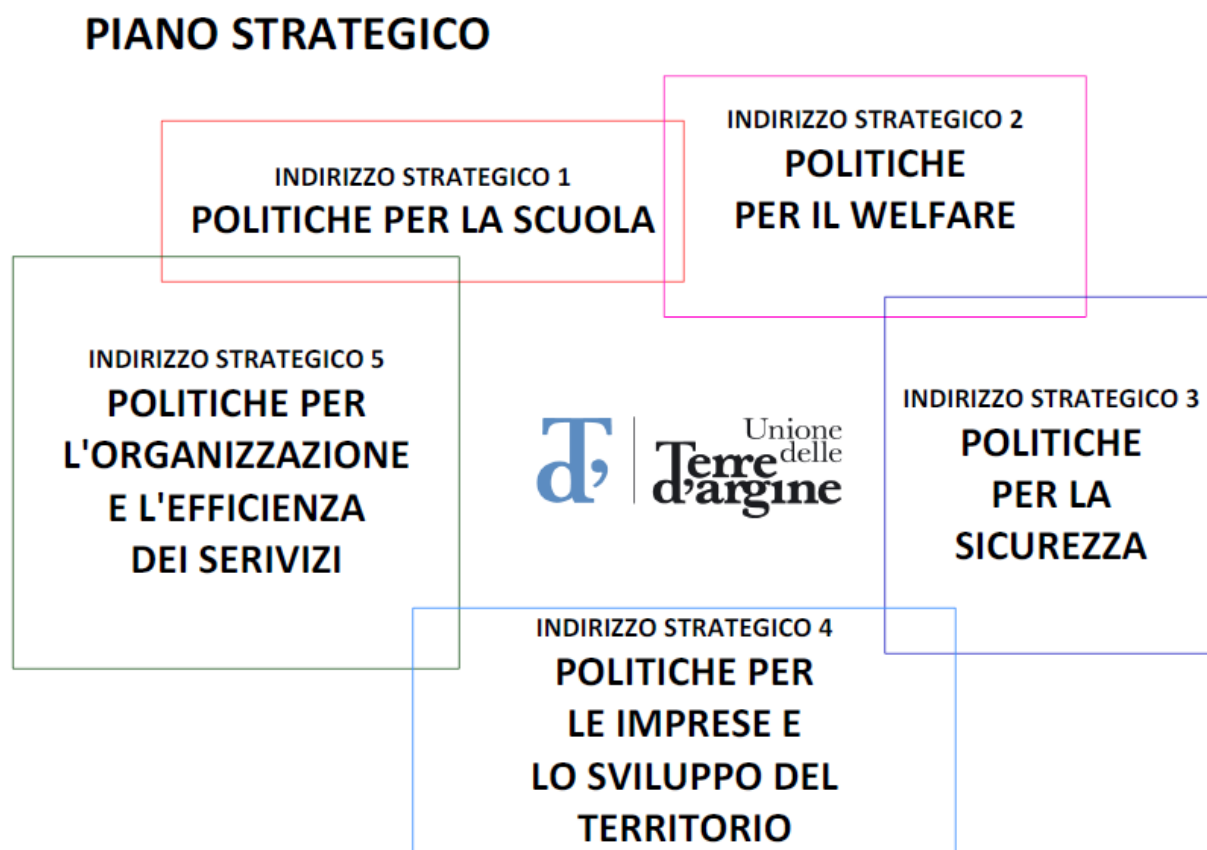 PIANO STRATEGICO
INDIRIZZO STRATEGICO 1
POLITICHE PER LA SCUOLA
INDIRIZZO STRATEGICO 2
POLITICHE
PER IL WELFARE
INDIRIZZO STRATEGICO 3
POLITICHE
PER LA
SICUREZZA
INDIRIZZO STRATEGICO 4
POLITICHE PER
LE IMPRESE E
LO SVILUPPO DEL
TERRITORIO
INDIRIZZO STRATEGICO 5
POLITICHE PER
L'ORGANIZZAZIONE
E L'EFFICIENZA
DEI SERIVIZI
Td'
Unione
delle
Terre
d'argine